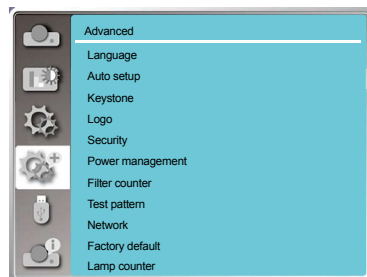 Advanced
Language
Auto setup
Keystone
Logo
Security
Power management
Filter counter
Test pattern
Network
Factory default
Lamp counter